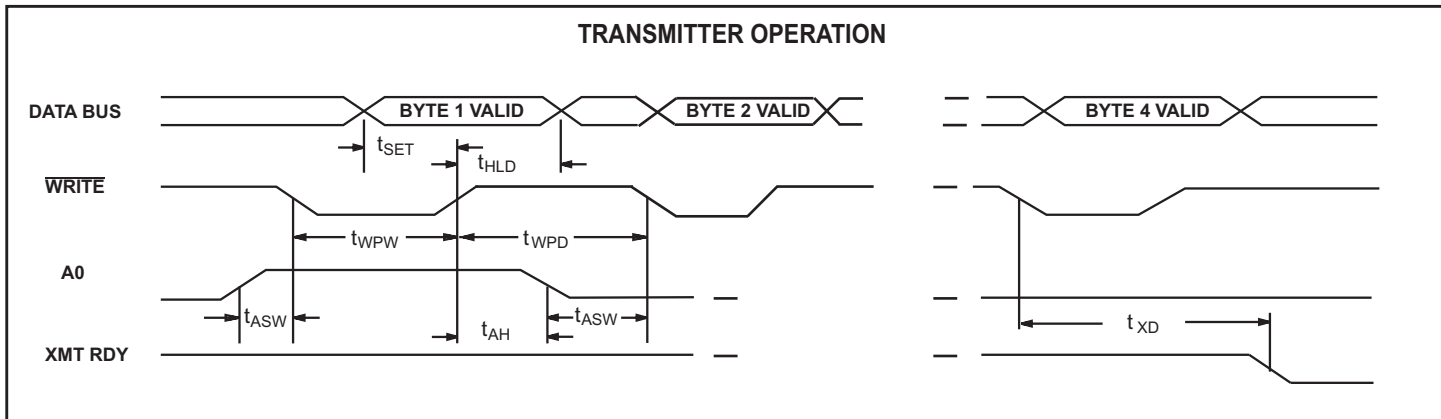 TRANSMITTER OPERATION
DATA BUS
BYTE 1 VALID
BYTE 2 VALID
BYTE 4 VALID
tSET
tHLD
WRITE
tWPW
tWPD
A0
tASW
tAH
tASW
t XD
XMT RDY